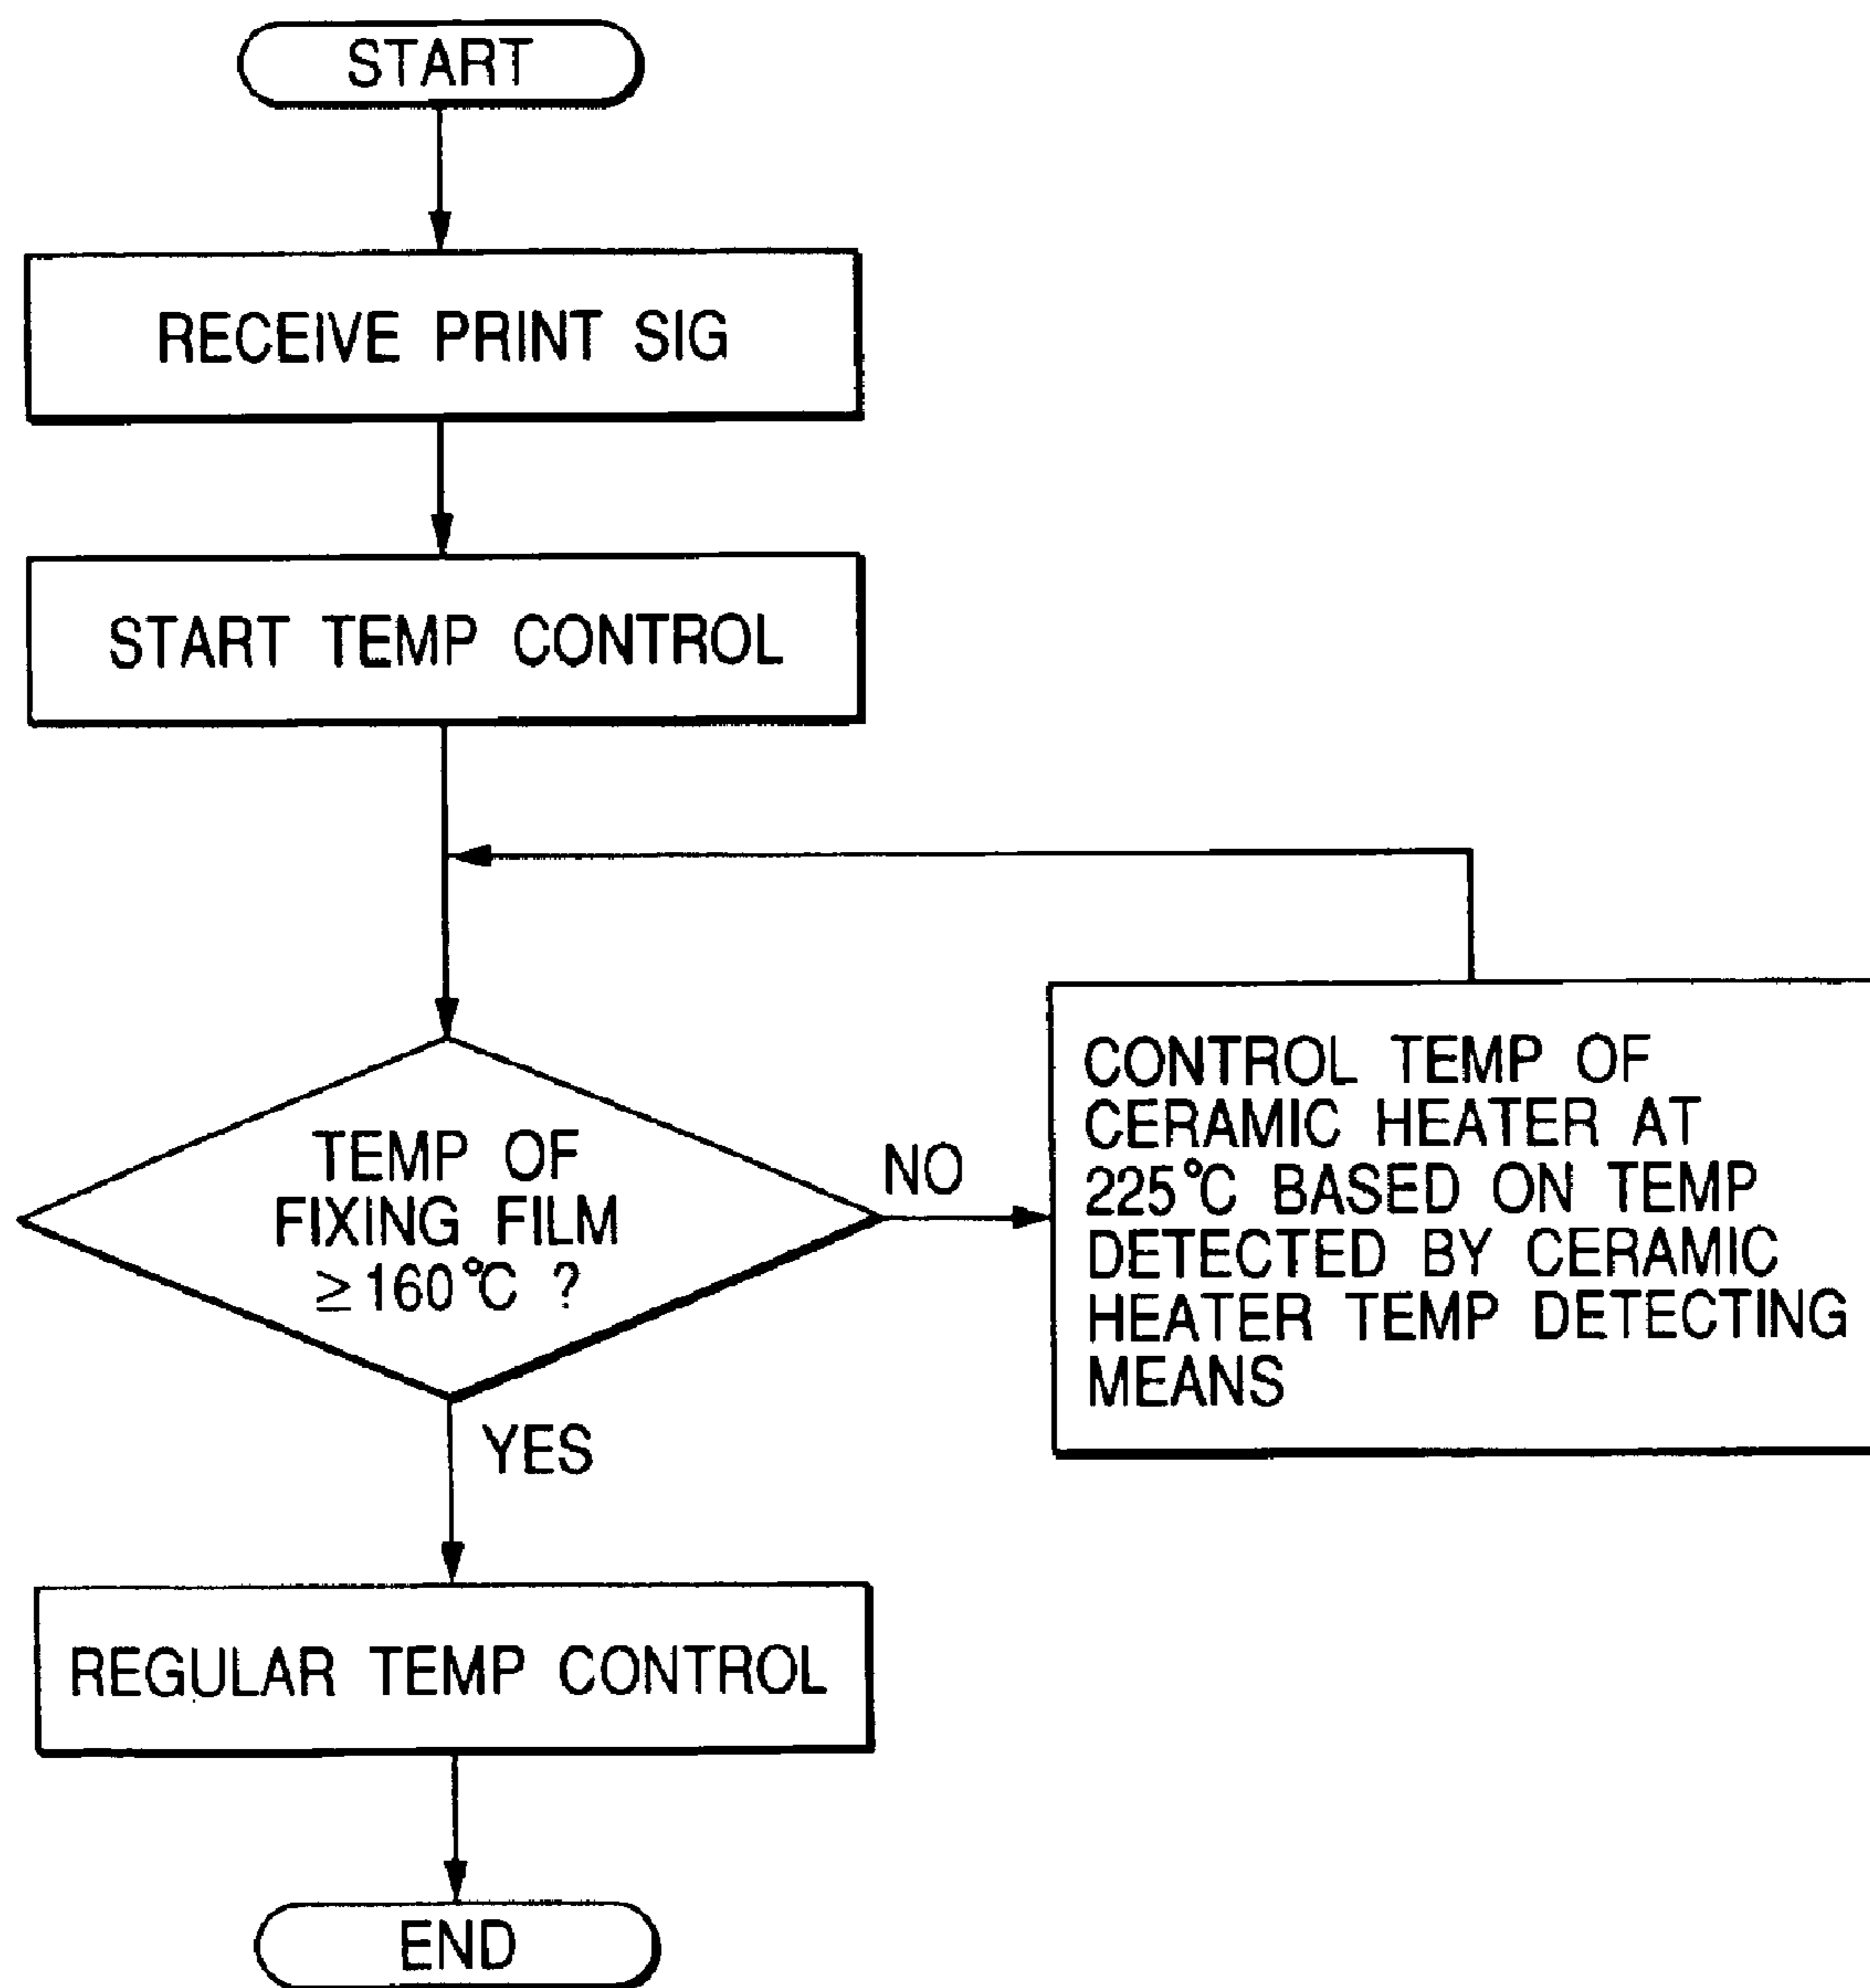 START
RECEIVE PRINT SIG
START TEMP CONTROL
TEMP OF
FIXING FILM
≥160°C ?
NO
CONTROL TEMP OF
CERAMIC HEATER AT
225°C BASED ON TEMP
DETECTED BY CERAMIC
HEATER TEMP DETECTING
MEANS
YES
REGULAR TEMP CONTROL
END